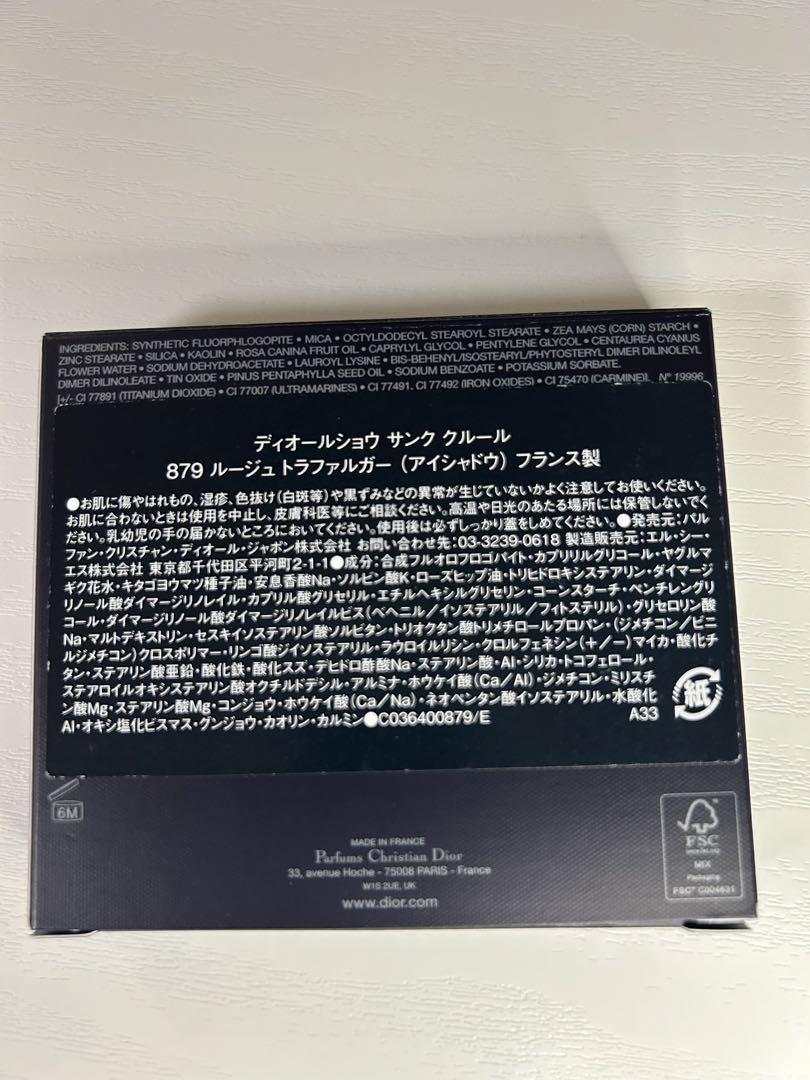 INGREDIENTS: SYNTHETIC FLUORPHLOGOPITE • MICA • OCTYLDODECYL STEAROYL STEARATE • ZEA MAYS (CORN) STARCH •
ZINC STEARATE • SILICA • KAOLIN • ROSA CANINA FRUIT OIL • CAPRYLYL GLYCOL • PENTYLENE GLYCOL • CENTAUREA CYANUS
FLOWER WATER • SODIUM DEHYDROACETATE • LAUROYL LYSINE • BIS-BEHENYL/ISOSTEARYL/PHYTOSTERYL DIMER DILINOLEYL
DIMER DILINOLEATE • TIN OXIDE • PINUS PENTAPHYLLA SEED OIL • SODIUM BENZOATE • POTASSIUM SORBATE.
[+/- CI 77891 (TITANIUM DIOXIDE) • CI 77007 (ULTRAMARINES) • CI 77491, CI 77492 (IRON OXIDES) • CI 75470 (CARMINE)]. N° 19996
ディオールショウ サンク クルール
879 ルージュ トラファルガー（アイシャドウ）フランス製
●お肌に傷やはれもの、湿疹、色抜け（白斑等）や黒ずみなどの異常が生じていないかよく注意してお使いください。
お肌に合わないときは使用を中止し、皮膚科医等にご相談ください。高温や日光のあたる場所には保管しないでく
ださい。乳幼児の手の届かないところにおいてください。使用後は必ずしっかり蓋をしめてください。●発売元：パル
ファン・クリスチャン・ディオール・ジャポン株式会社 お問い合わせ先：03-3239-0618 製造販売元：エル・シー・
エス株式会社 東京都千代田区平河町2-1-1●成分：合成フルオロフロゴパイト・カプリリルグリコール・ヤグルマ
ギク花水・キタゴヨウマツ種子油・安息香酸Na・ソルビン酸K・ローズヒップ油・トリヒドロキシステアリン・ダイマージ
リノール酸ダイマージリノレイル・カプリル酸グリセリル・エチルヘキシルグリセリン・コーンスターチ・ペンチレングリ
コール・ダイマージリノール酸ダイマージリノレイルビス（ベヘニル／イソステアリル／フィトステリル）・グリセロリン酸
Na・マルトデキストリン・セスキイソステアリン酸ソルビタン・トリオクタン酸トリメチロールプロパン・（ジメチコン／ビニ
ルジメチコン）クロスポリマー・リンゴ酸ジイソステアリル・ラウロイルリシン・クロルフェネシン（＋／－）マイカ・酸化チ
タン・ステアリン酸亜鉛・酸化鉄・酸化スズ・デヒドロ酢酸Na・ステアリン酸・Al・シリカ・トコフェロール・
ステアロイルオキシステアリン酸オクチルドデシル・アルミナ・ホウケイ酸（Ca／Al）・ジメチコン・ミリスチ
ン酸Mg・ステアリン酸Mg・コンジョウ・ホウケイ酸（Ca／Na）・ネオペンタン酸イソステアリル・水酸化
Al・オキシ塩化ビスマス・グンジョウ・カオリン・カルミン●C036400879/E
A33
紙
6M
MADE IN FRANCE
Parfums Christian Dior
33, avenue Hoche - 75008 PARIS - France
W1S 2UE, UK
www.dior.com
FSC
MIX
Packaging
FSC® C004631